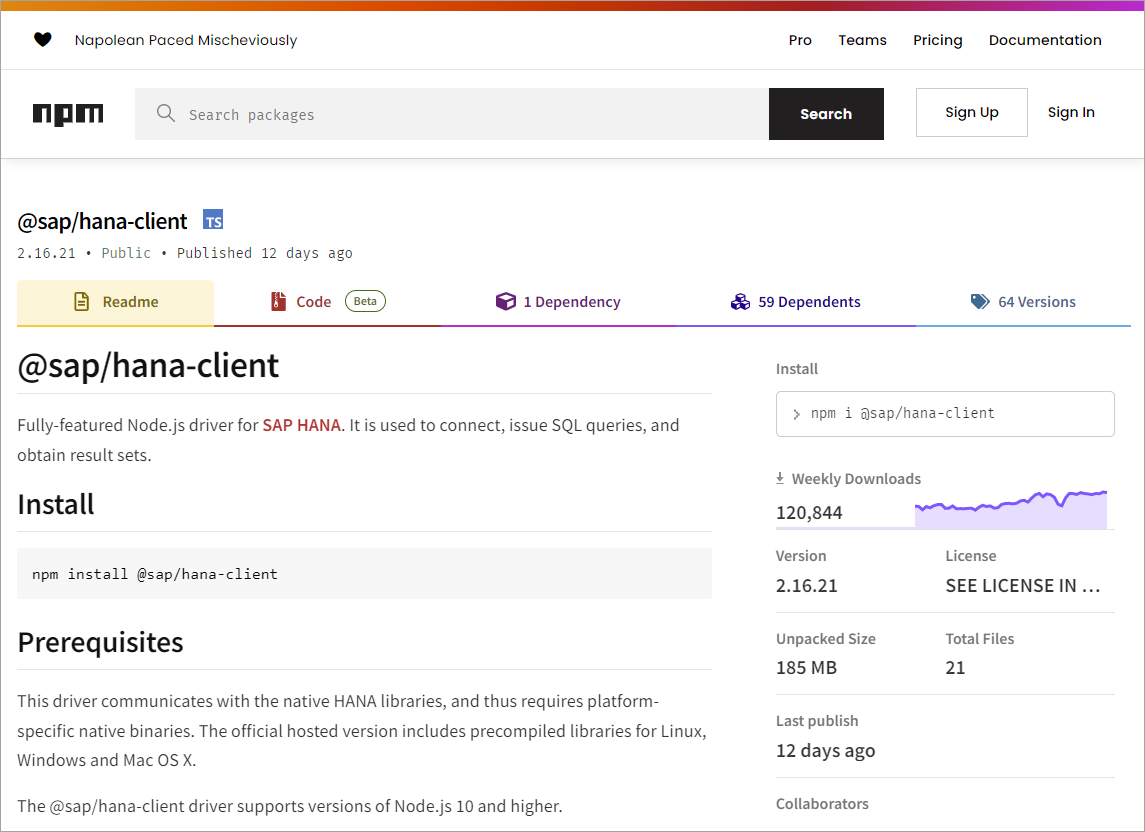 Napolean Paced Mischeviously
Pro Teams Pricing Documentation
npm
Search packages
Search
Sign Up
Sign In
@sap/hana-client TS
2.16.21 • Public • Published 12 days ago
Readme
Code Beta
1 Dependency
59 Dependents
64 Versions
@sap/hana-client
Fully-featured Node.js driver for SAP HANA. It is used to connect, issue SQL queries, and
obtain result sets.
Install
npm install @sap/hana-client
Prerequisites
This driver communicates with the native HANA libraries, and thus requires platform-
specific native binaries. The official hosted version includes precompiled libraries for Linux,
Windows and Mac OS X.
The @sap/hana-client driver supports versions of Node.js 10 and higher.
Install
> npm i @sap/hana-client
Weekly Downloads
120,844
Version
2.16.21
License
SEE LICENSE IN …
Unpacked Size
185 MB
Total Files
21
Last publish
12 days ago
Collaborators